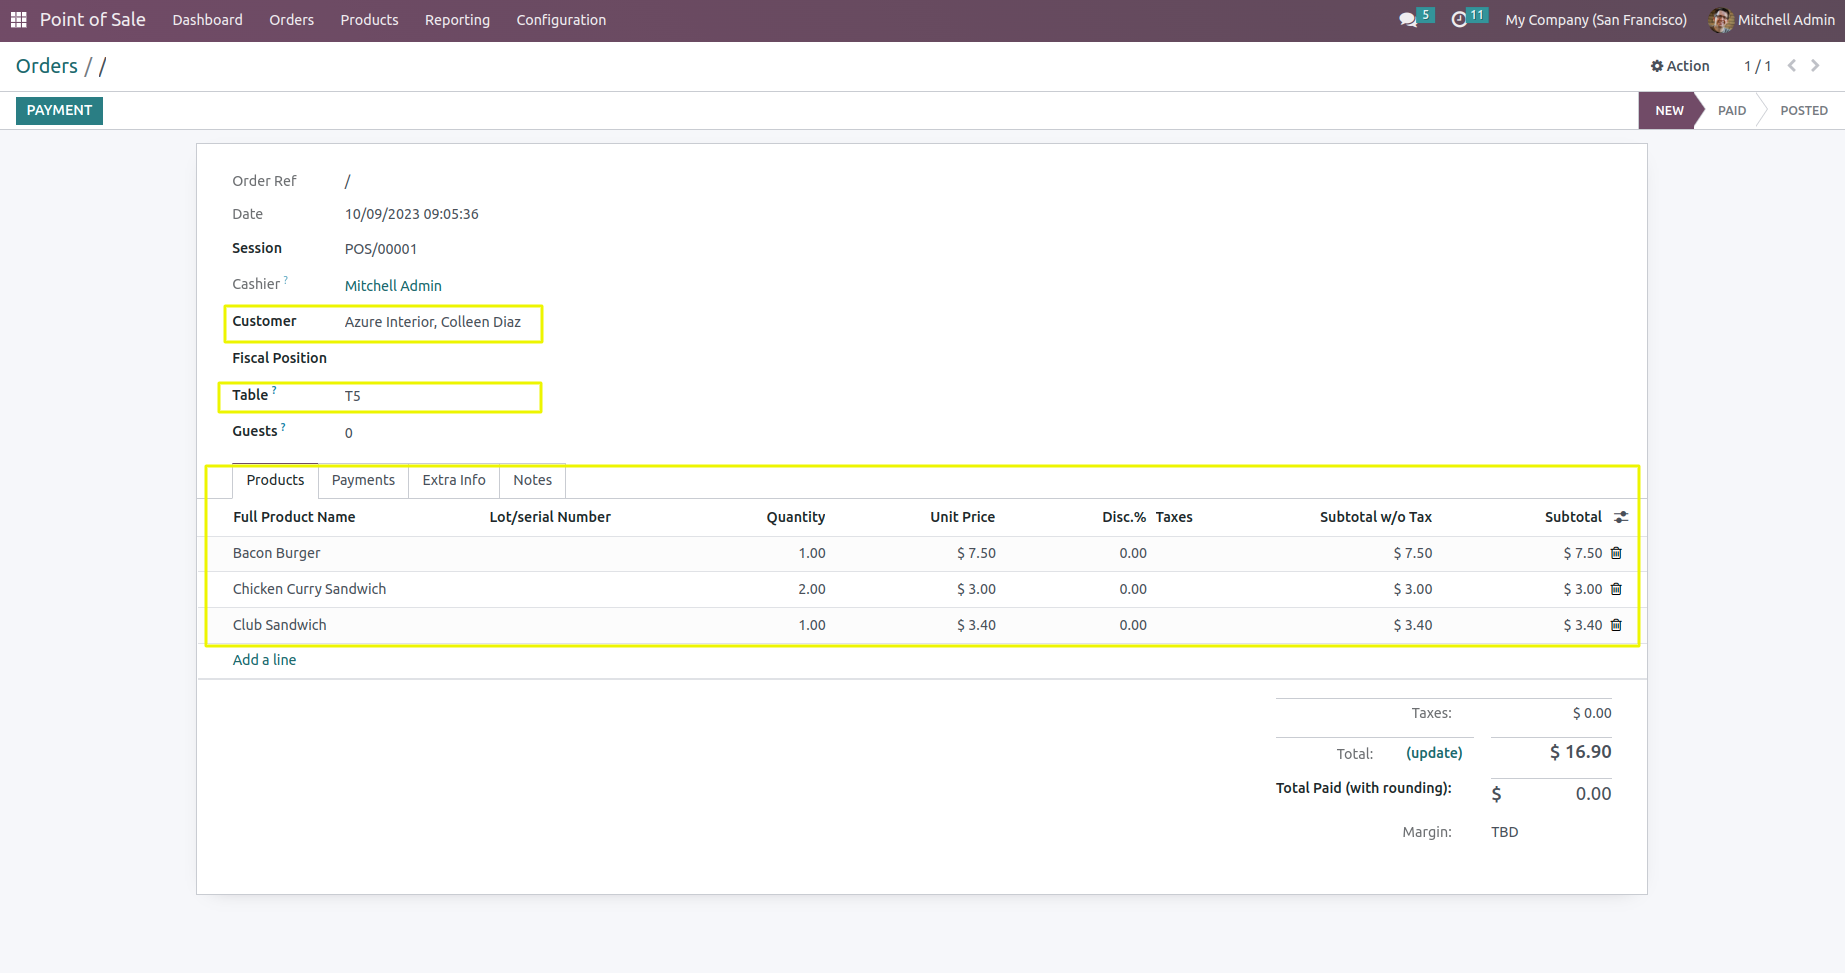 Point of Sale Dashboard Orders Products Reporting Configuration 5 11 My Company (San Francisco) Mitchell Admin
Orders / / Action 1 / 1
PAYMENT NEW PAID POSTED
Order Ref /
Date 10/09/2023 09:05:36
Session POS/00001
Cashier ? Mitchell Admin
Customer Azure Interior, Colleen Diaz
Fiscal Position
Table ? T5
Guests ? 0
Products Payments Extra Info Notes
Full Product Name Lot/serial Number Quantity Unit Price Disc.% Taxes Subtotal w/o Tax Subtotal
Bacon Burger 1.00 $ 7.50 0.00 $ 7.50 $ 7.50
Chicken Curry Sandwich 2.00 $ 3.00 0.00 $ 3.00 $ 3.00
Club Sandwich 1.00 $ 3.40 0.00 $ 3.40 $ 3.40
Add a line
Taxes: $ 0.00
Total: (update) $ 16.90
Total Paid (with rounding): $ 0.00
Margin: TBD